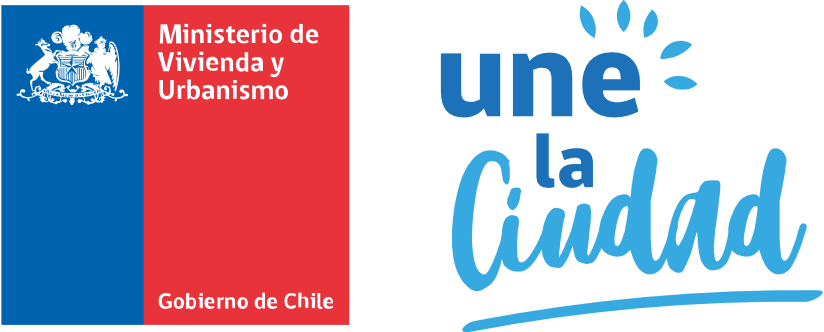 Ministerio de
Vivienda y
Urbanismo
Gobierno de Chile
une
la
Ciudad